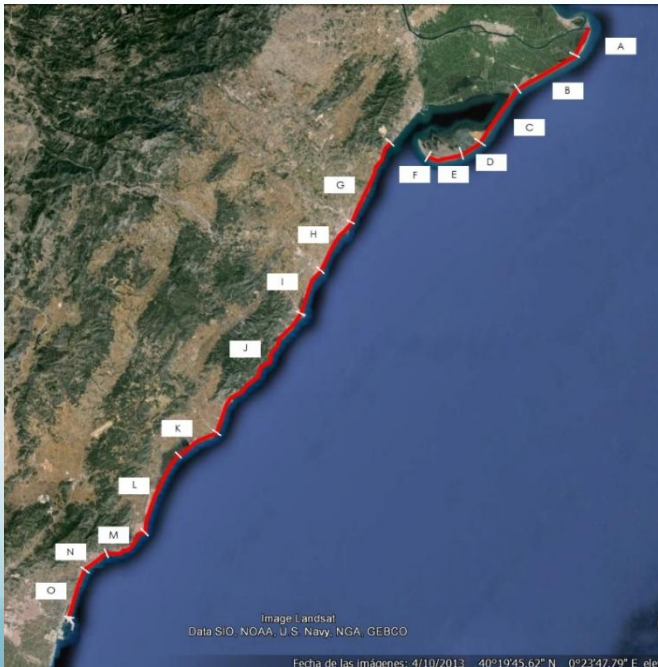 A
B
C
D
E
F
G
H
I
J
K
L
M
N
O
Image Landsat
Data SIO, NOAA, U.S. Navy, NGA, GEBCO
Fecha de las imágenes: 4/10/2013 40°19'45.62" N 0°23'47.79" E